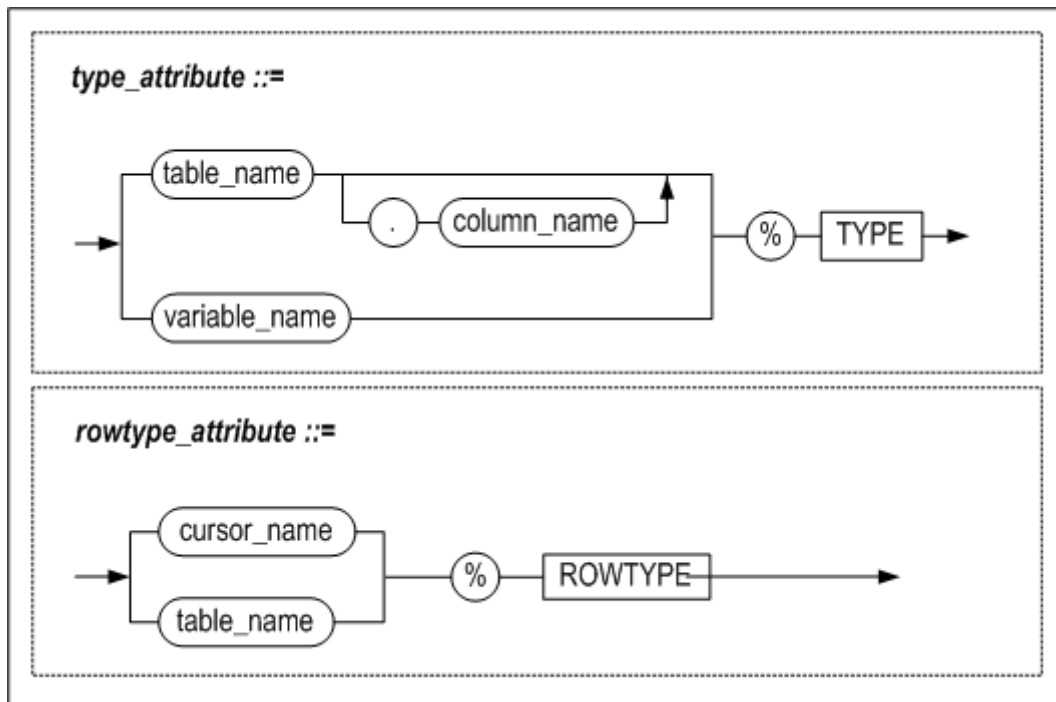 type_attribute ::=
table_name
. column_name
% TYPE
variable_name
rowtype_attribute ::=
cursor_name
% ROWTYPE
table_name